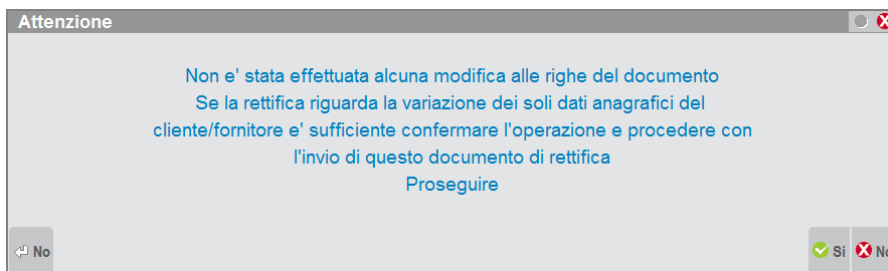 Attenzione
Non e' stata effettuata alcuna modifica alle righe del documento
Se la rettifica riguarda la variazione dei soli dati anagrafici del
cliente/fornitore e' sufficiente confermare l'operazione e procedere con
l'invio di questo documento di rettifica
Proseguire
No
Si
No